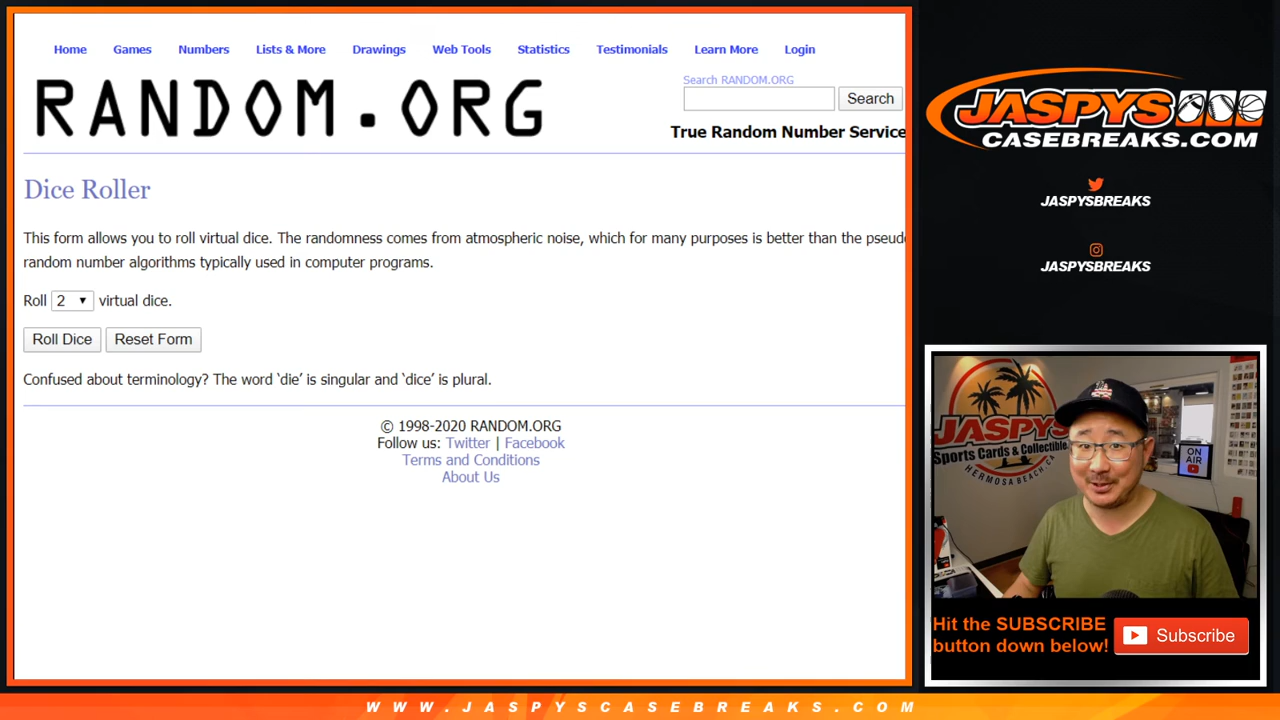 Home Games Numbers Lists & More Drawings Web Tools Statistics Testimonials Learn More Login
RANDOM.ORG
Search RANDOM.ORG
Search
True Random Number Service
Dice Roller
This form allows you to roll virtual dice. The randomness comes from atmospheric noise, which for many purposes is better than the pseudo
random number algorithms typically used in computer programs.
Roll 2 virtual dice.
Roll Dice Reset Form
Confused about terminology? The word ‘die’ is singular and ‘dice’ is plural.
© 1998-2020 RANDOM.ORG
Follow us: Twitter | Facebook
Terms and Conditions
About Us
JASPYS
CASEBREAKS.COM
JASPYSBREAKS
JASPYSBREAKS
JASPYS
Sports Cards & Collectible
HERMOSA BEACH, CA
ON AIR
Hit the SUBSCRIBE
button down below!
Subscribe
WWW.JASPYSCASEBREAKS.COM